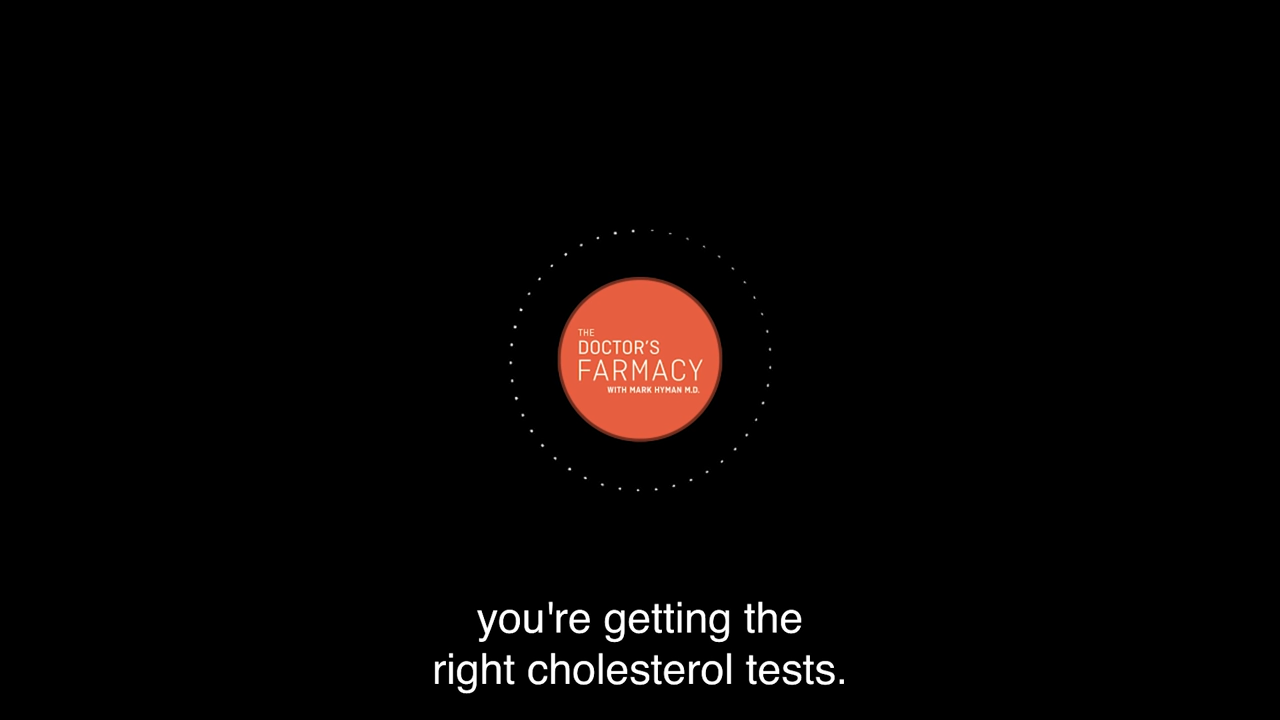 THE
DOCTOR'S
FARMACY
WITH MARK HYMAN M.D.
you're getting the
right cholesterol tests.